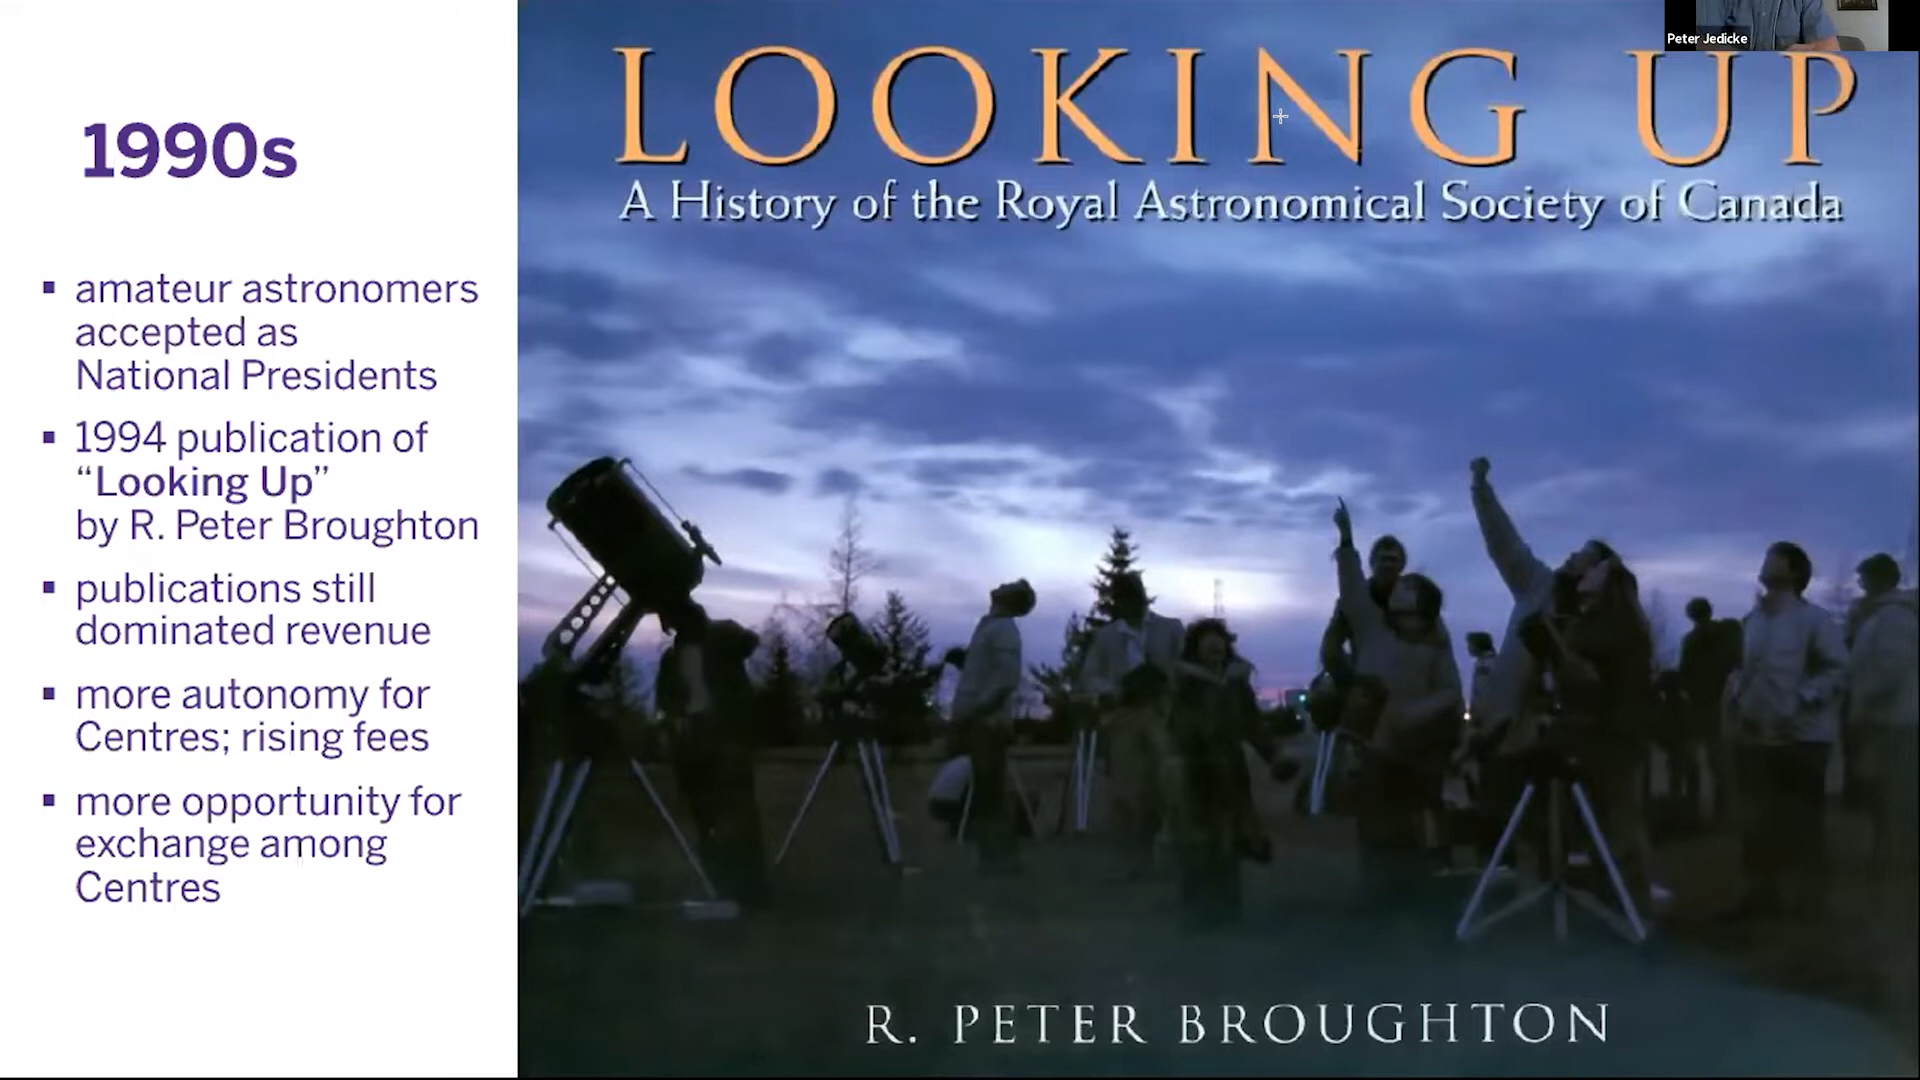 Peter Jedicke
1990s
▪ amateur astronomers
accepted as
National Presidents
▪ 1994 publication of
“Looking Up”
by R. Peter Broughton
▪ publications still
dominated revenue
▪ more autonomy for
Centres; rising fees
▪ more opportunity for
exchange among
Centres
LOOKING UP
A History of the Royal Astronomical Society of Canada
R. PETER BROUGHTON